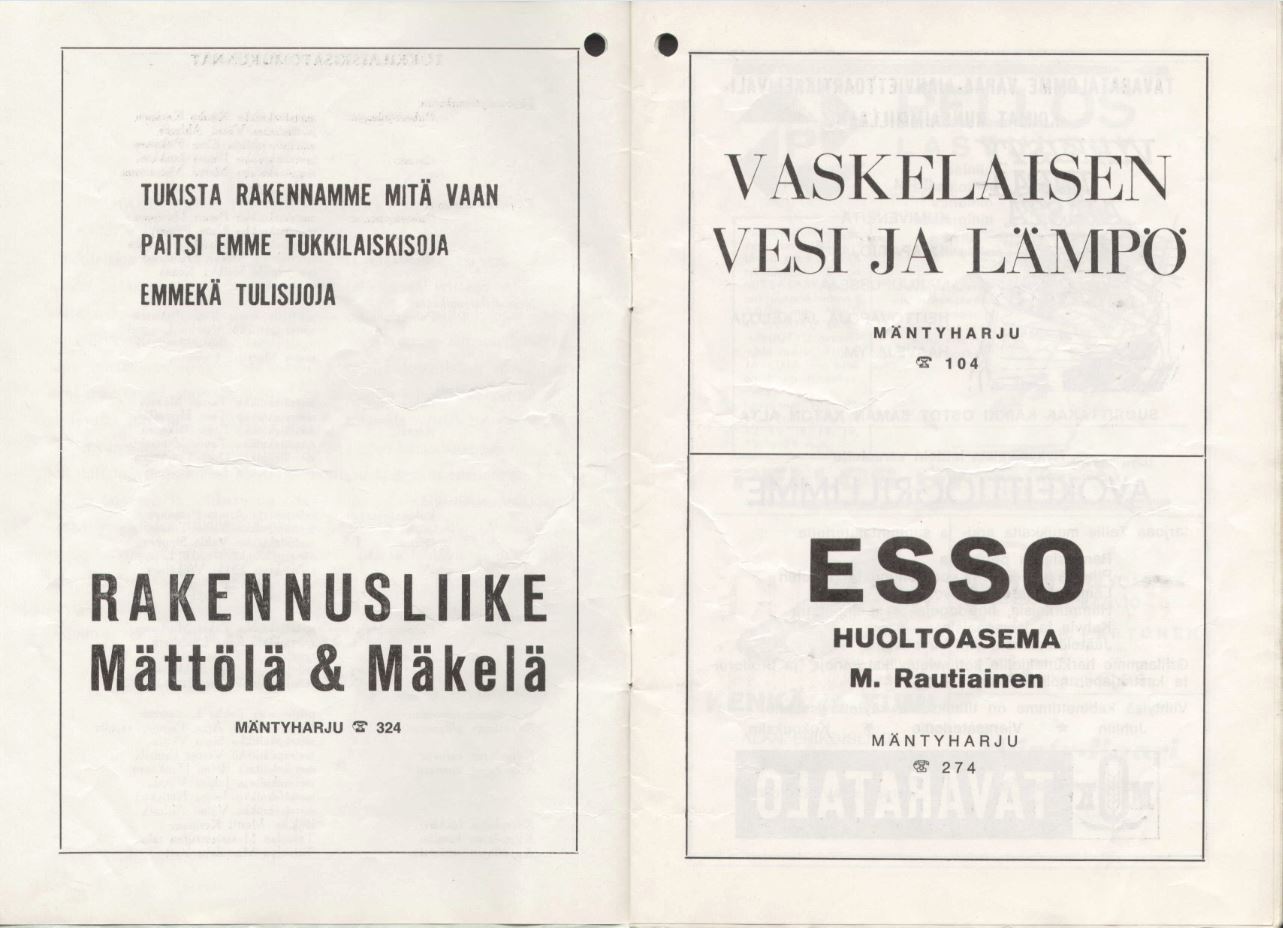 TUKISTA RAKENNAMME MITÄ VAAN
PAITSI EMME TUKKILAISKISOJA
EMMEKÄ TULISIJOJA
RAKENNUSLIIKE
Mättölä & Mäkelä
MÄNTYHARJU ☎ 324
VASKELAISEN
VESI JA LÄMPÖ
MÄNTYHARJU
☎ 104
ESSO
HUOLTOASEMA
M. Rautiainen
MÄNTYHARJU
☎ 274